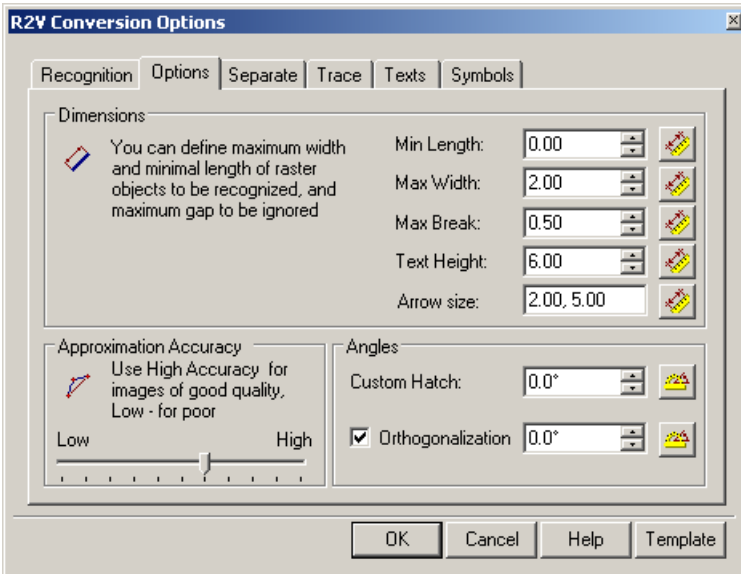 R2V Conversion Options
Recognition Options Separate Trace Texts Symbols
Dimensions
You can define maximum width
and minimal length of raster
objects to be recognized, and
maximum gap to be ignored
Min Length: 0.00
Max Width: 2.00
Max Break: 0.50
Text Height: 6.00
Arrow size: 2.00, 5.00
Approximation Accuracy
Use High Accuracy for
images of good quality,
Low - for poor
Low High
Angles
Custom Hatch: 0.0°
Orthogonalization 0.0°
OK Cancel Help Template